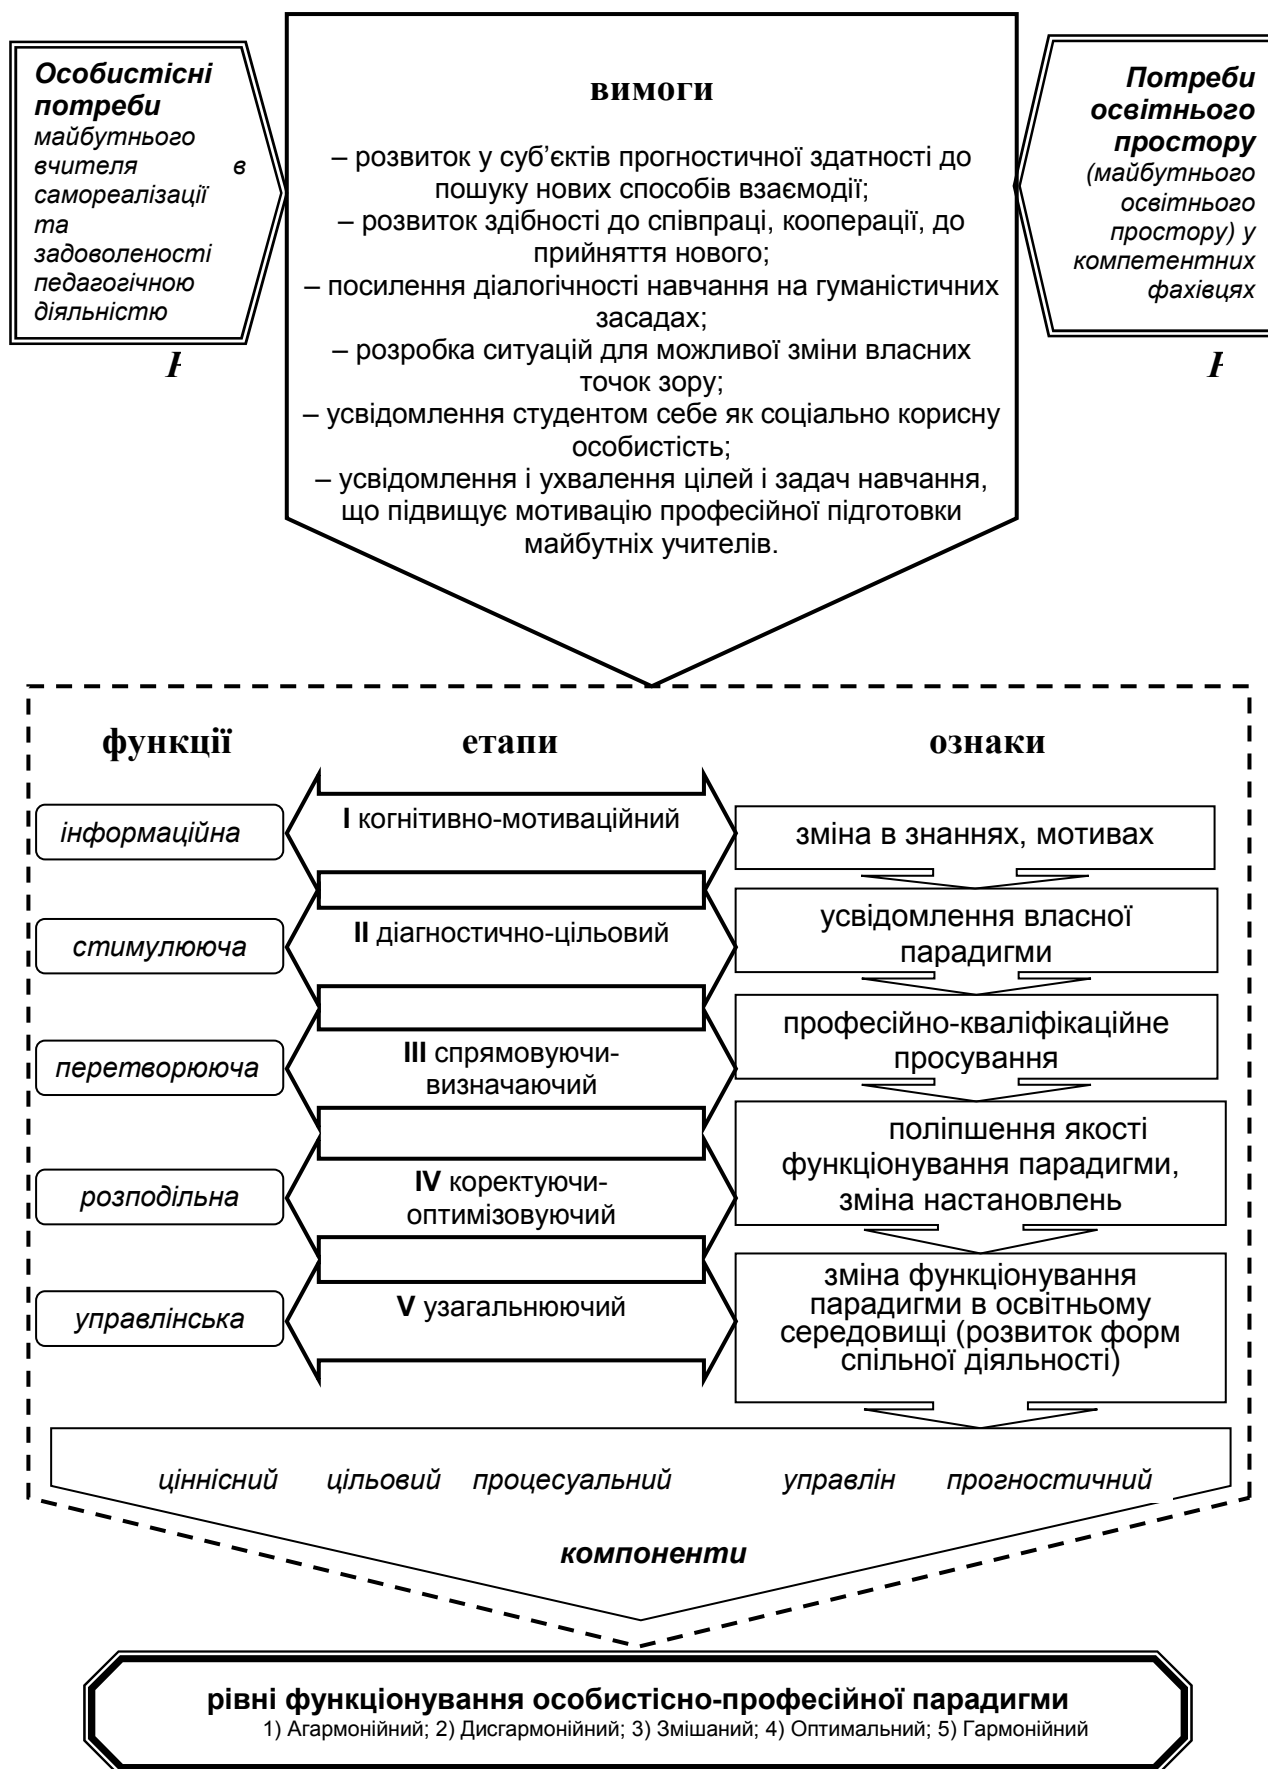 Особистісні
потреби
майбутнього
вчителя в
самореалізації
та
задоволеності
педагогічною
діяльністю
вимоги
– розвиток у суб’єктів прогностичної здатності до
пошуку нових способів взаємодії;
– розвиток здібності до співпраці, кооперації, до
прийняття нового;
– посилення діалогічності навчання на гуманістичних
засадах;
– розробка ситуацій для можливої зміни власних
точок зору;
– усвідомлення студентом себе як соціально корисну
особистість;
– усвідомлення і ухвалення цілей і задач навчання,
що підвищує мотивацію професійної підготовки
майбутніх учителів.
Потреби
освітнього
простору
(майбутнього
освітнього
простору) у
компетентних
фахівцях
функції
етапи
ознаки
інформаційна
I когнітивно-мотиваційний
зміна в знаннях, мотивах
стимулююча
II діагностично-цільовий
усвідомлення власної
парадигми
перетворююча
III спрямовуючи-
визначаючий
професійно-кваліфікаційне
просування
розподільна
IV коректуючи-
оптимізовуючий
поліпшення якості
функціонування парадигми,
зміна настановлень
управлінська
V узагальнюючий
зміна функціонування
парадигми в освітньому
середовищі (розвиток форм
спільної діяльності)
ціннісний цільовий процесуальний управлін прогностичний
компоненти
рівні функціонування особистісно-професійної парадигми
1) Агармонійний; 2) Дисгармонійний; 3) Змішаний; 4) Оптимальний; 5) Гармонійний